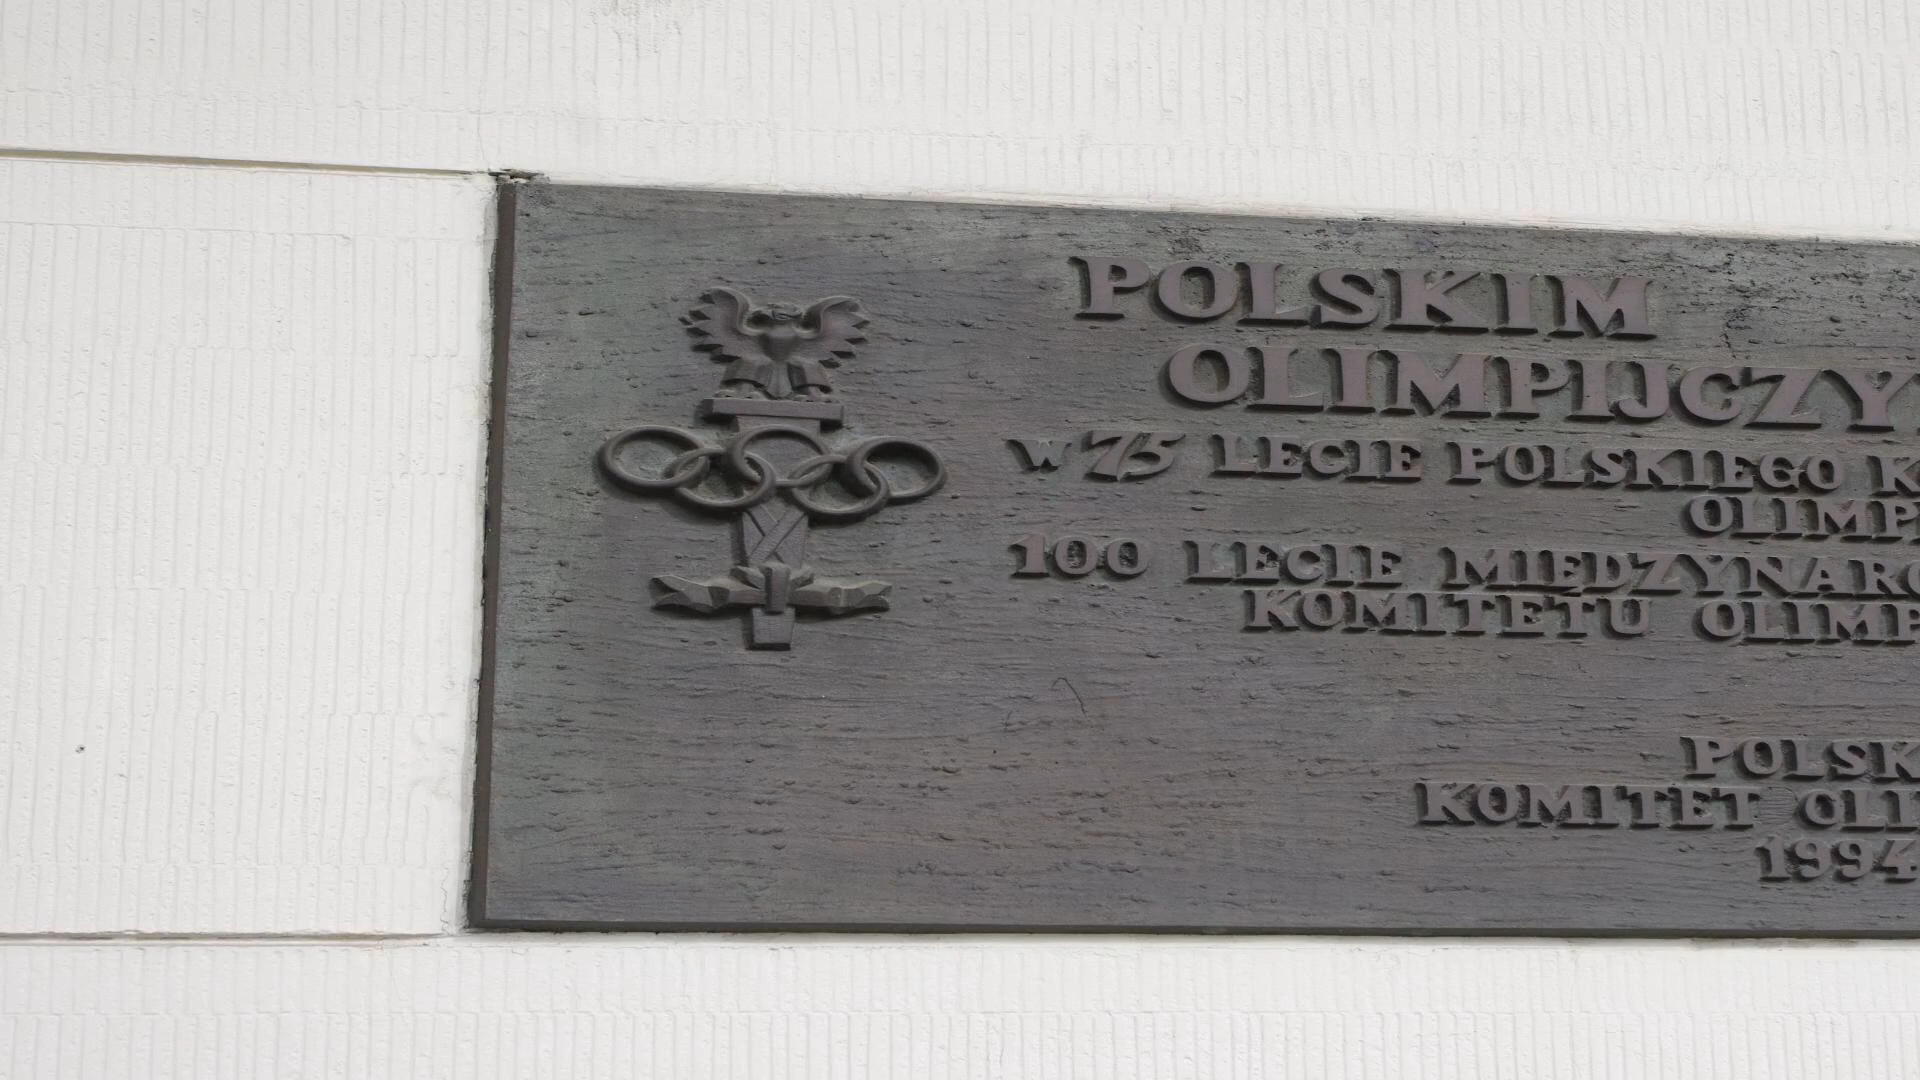 POLSKIM
OLIMPIJCZY
W 75 LECIE POLSKIEGO K
OLIMP
100 LECIE MIĘDZYNARO
KOMITETU OLIMP
POLSK
KOMITET OLI
1994